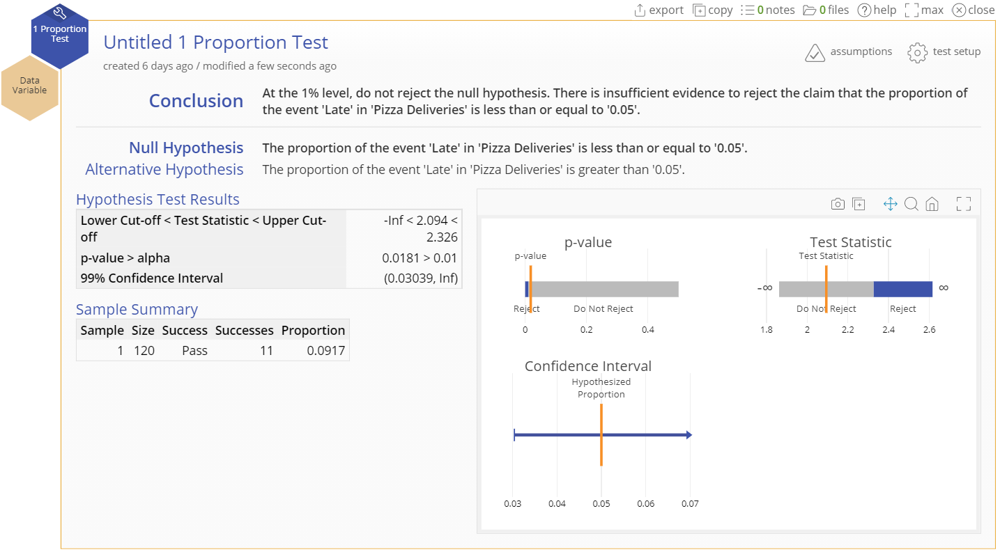 export copy 0 notes 0 files help max close
1 Proportion
Test
Data
Variable
Untitled 1 Proportion Test
created 6 days ago / modified a few seconds ago
assumptions test setup
Conclusion
At the 1% level, do not reject the null hypothesis. There is insufficient evidence to reject the claim that the proportion of
the event 'Late' in 'Pizza Deliveries' is less than or equal to '0.05'.
Null Hypothesis The proportion of the event 'Late' in 'Pizza Deliveries' is less than or equal to '0.05'.
Alternative Hypothesis The proportion of the event 'Late' in 'Pizza Deliveries' is greater than '0.05'.
Hypothesis Test Results
Lower Cut-off < Test Statistic < Upper Cut- -Inf < 2.094 <
off 2.326
p-value > alpha 0.0181 > 0.01
99% Confidence Interval (0.03039, Inf)
Sample Summary
Sample Size Success Successes Proportion
1 120 Pass 11 0.0917
p-value
p-value
Reject Do Not Reject
0 0.2 0.4
Test Statistic
Test Statistic
-∞ ∞
Do Not Reject Reject
1.8 2 2.2 2.4 2.6
Confidence Interval
Hypothesized
Proportion
0.03 0.04 0.05 0.06 0.07